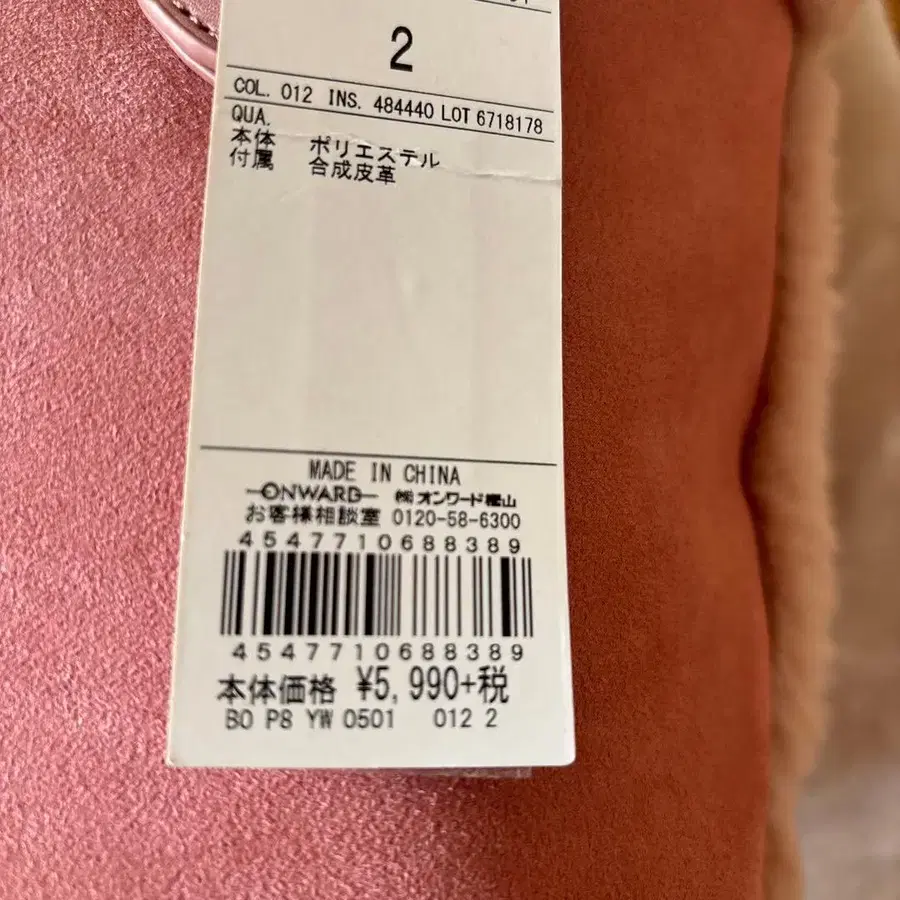 2
COL. 012 INS. 484440 LOT 6718178
QUA.
本体 ポリエステル
付属 合成皮革
MADE IN CHINA
ONWARD ㈱オンワード樫山
お客様相談室 0120-58-6300
4547710688389
4547710688389
本体価格 ¥5,990+税
BO P8 YW 0501 012 2